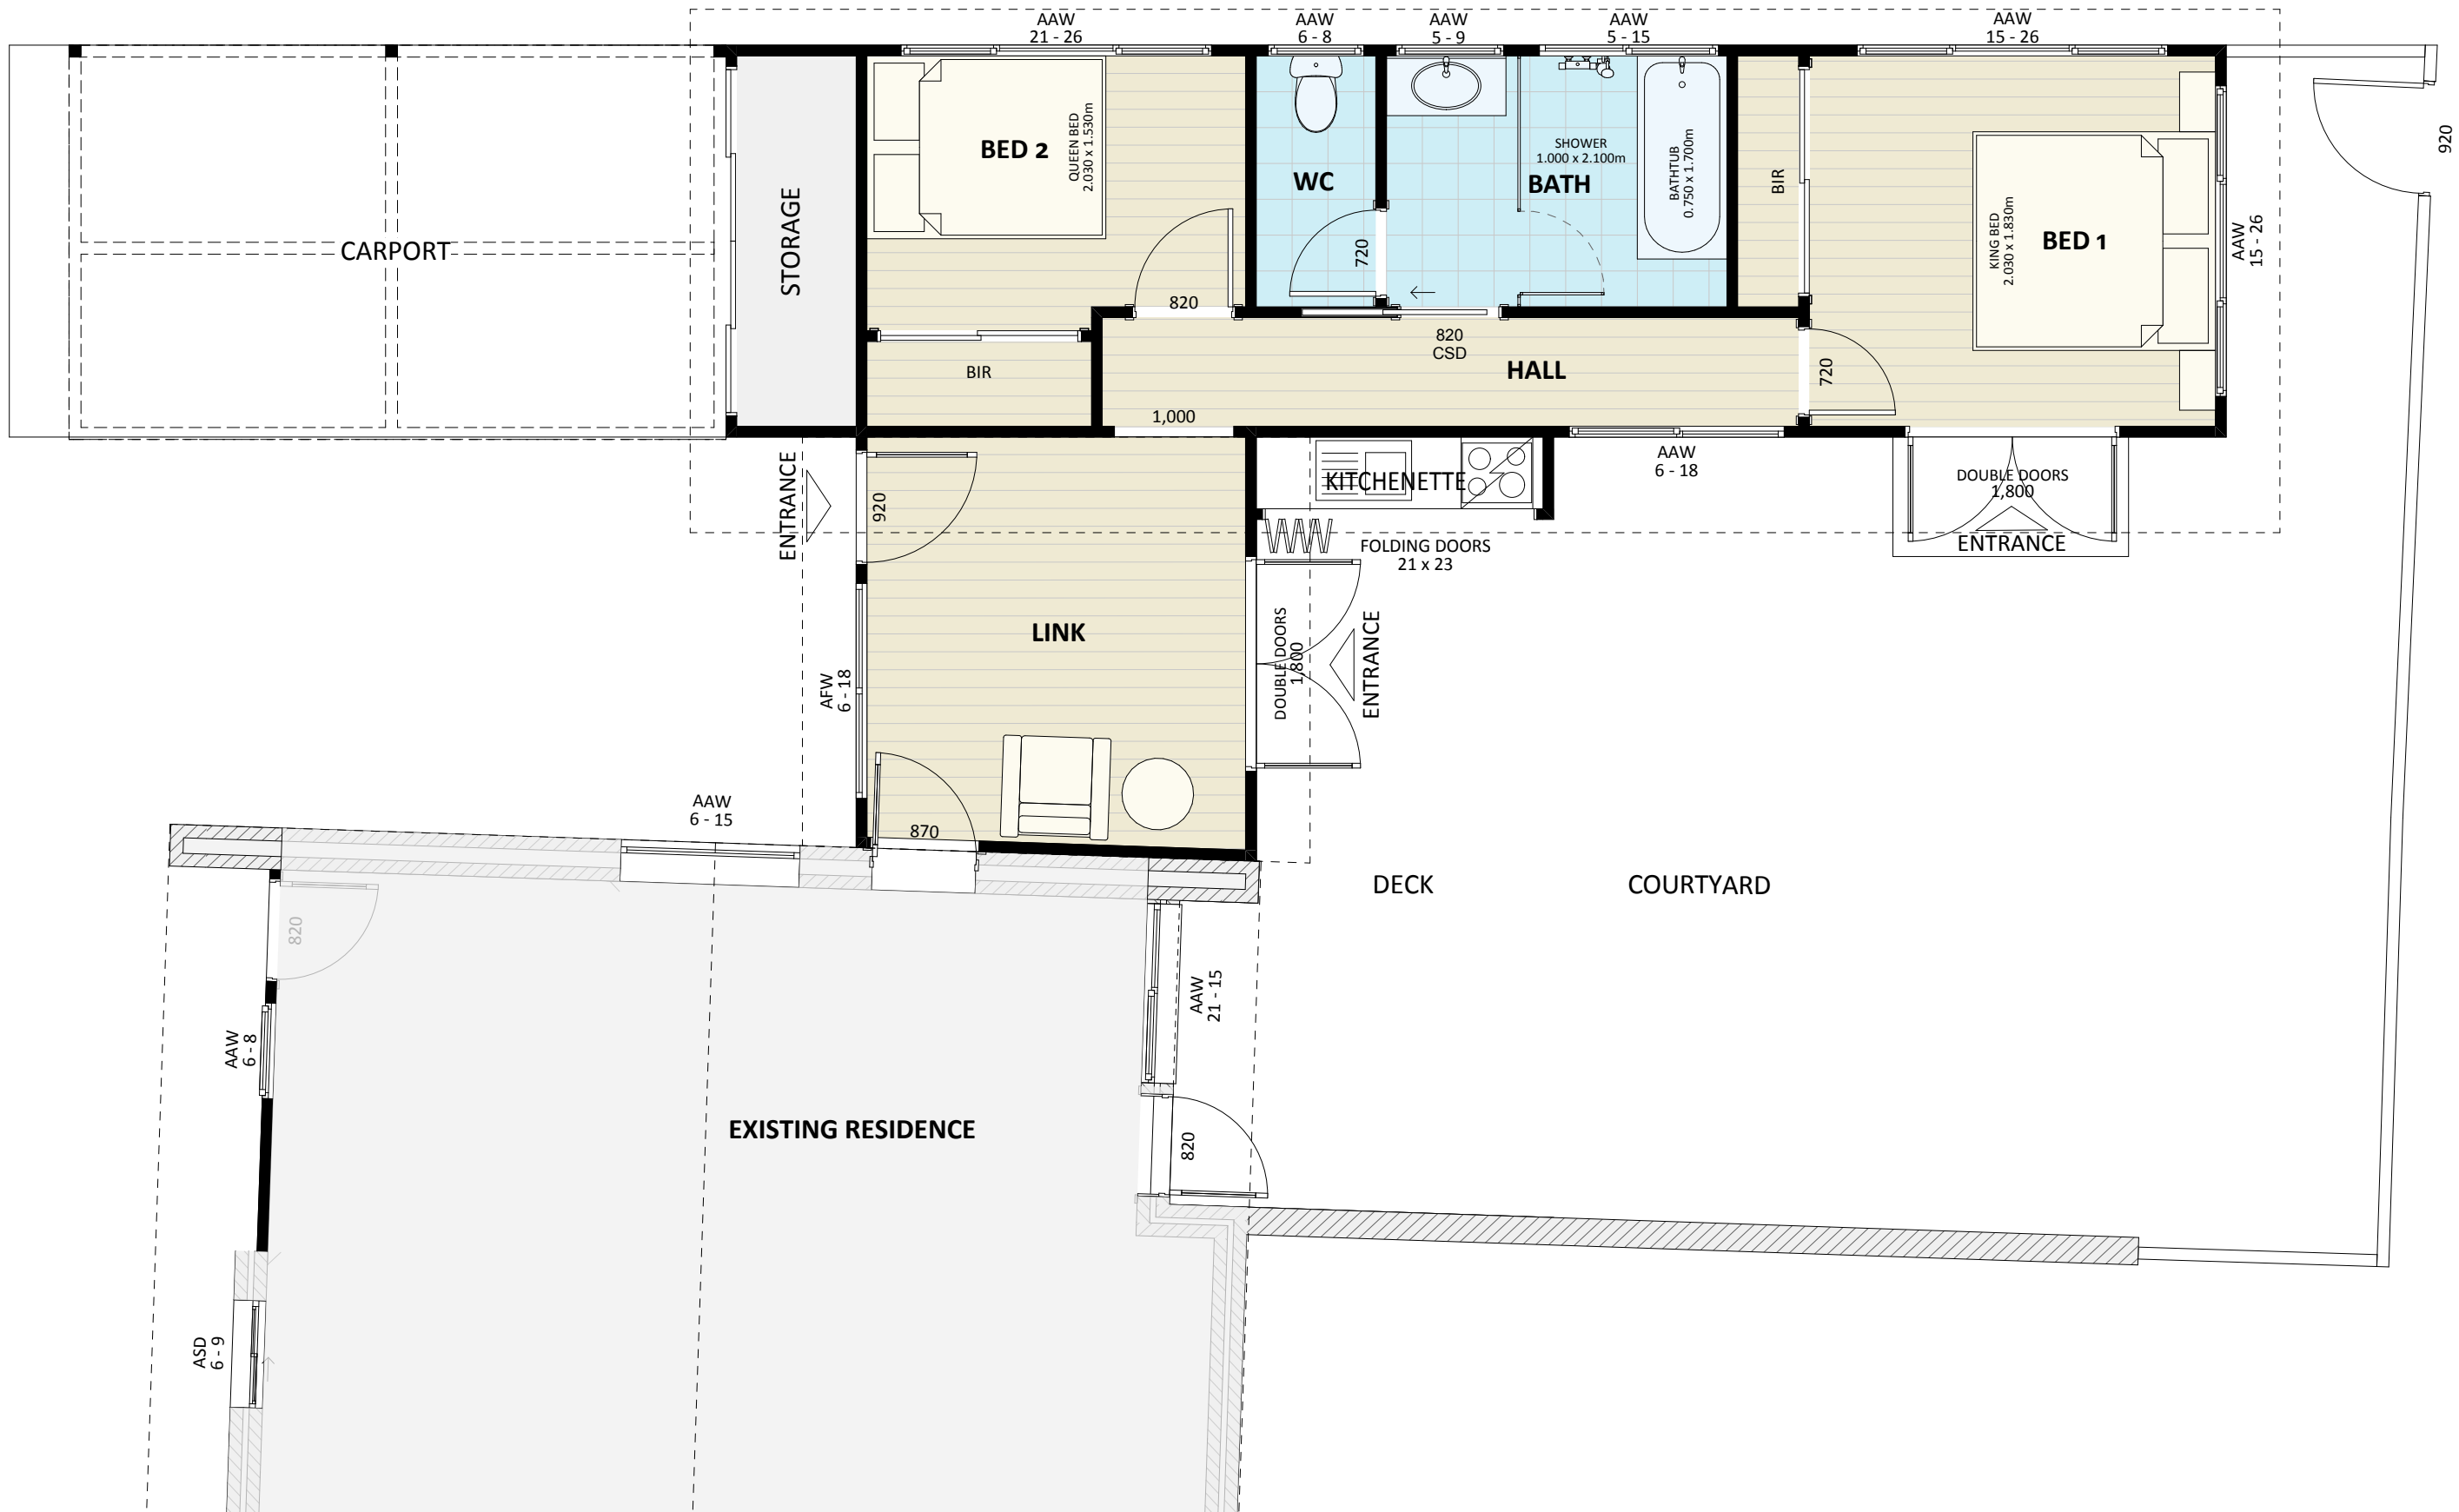 AAW
21 - 26
AAW
6 - 8
AAW
5 - 9
AAW
5 - 15
AAW
15 - 26
920
CARPORT
STORAGE
BED 2
QUEEN BED
2.030 x 1.530m
WC
720
SHOWER
1.000 x 2.100m
BATH
BATHTUB
0.750 x 1.700m
BIR
KING BED
2.030 x 1.830m
BED 1
AAW
15 - 26
820
820
CSD
BIR
HALL
720
1,000
ENTRANCE
920
KITCHENETTE
AAW
6 - 18
DOUBLE DOORS
1,800
ENTRANCE
FOLDING DOORS
21 x 23
LINK
DOUBLE DOORS
1,800
ENTRANCE
AFW
6 - 18
AAW
6 - 15
870
DECK
COURTYARD
820
AAW
21 - 15
AAW
6 - 8
EXISTING RESIDENCE
820
ASD
6 - 9